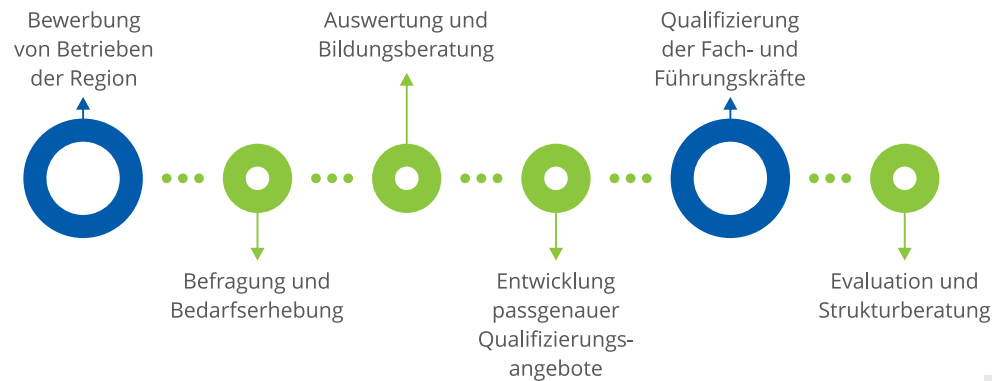 Bewerbung
von Betrieben
der Region
Befragung und
Bedarfserhebung
Auswertung und
Bildungsberatung
Entwicklung
passgenauer
Qualifizierungs-
angebote
Qualifizierung
der Fach- und
Führungskräfte
Evaluation und
Strukturberatung